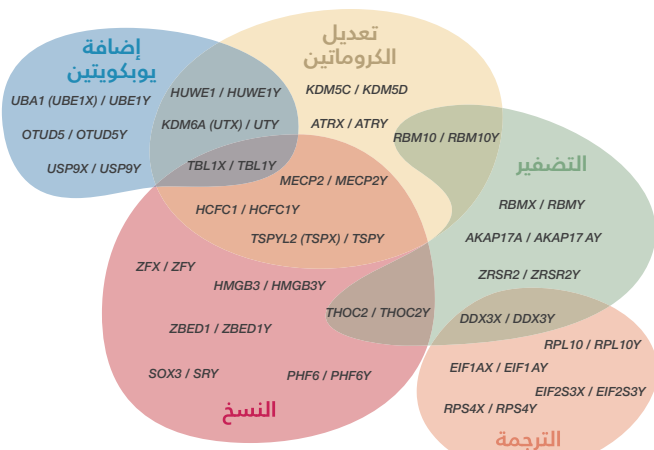 إضافة
يوبكويتين
UBA1 (UBE1X) / UBE1Y
OTUD5 / OTUD5Y
USP9X / USP9Y
HUWE1 / HUWE1Y
KDM6A (UTX) / UTY
TBL1X / TBL1Y
تعديل
الكروماتين
KDM5C / KDM5D
ATRX / ATRY
RBM10 / RBM10Y
MECP2 / MECP2Y
HCFC1 / HCFC1Y
TSPYL2 (TSPX) / TSPY
التضفير
RBMX / RBMY
AKAP17A / AKAP17 AY
ZRSR2 / ZRSR2Y
DDX3X / DDX3Y
THOC2 / THOC2Y
ZFX / ZFY
HMGB3 / HMGB3Y
ZBED1 / ZBED1Y
SOX3 / SRY
PHF6 / PHF6Y
النسخ
RPL10 / RPL10Y
EIF1AX / EIF1 AY
EIF2S3X / EIF2S3Y
RPS4X / RPS4Y
الترجمة